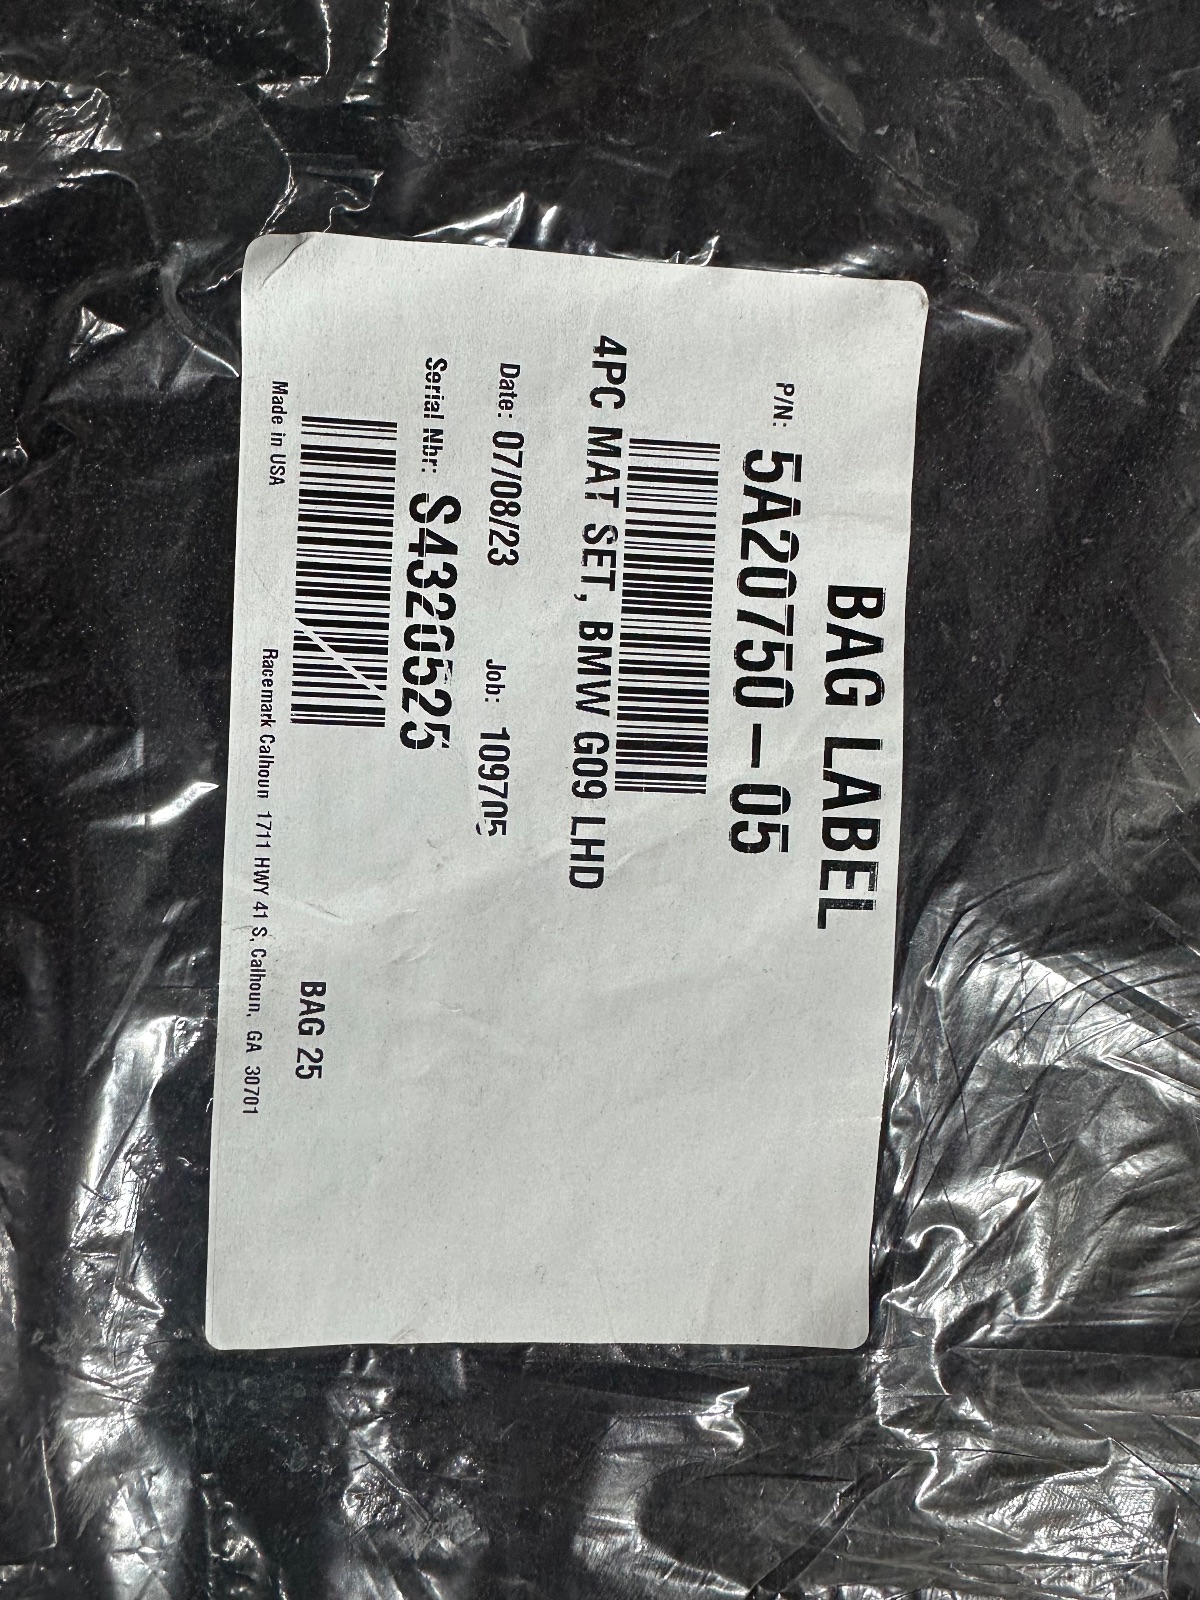 BAG LABEL
P/N: 5A20750-05
4PC MAT SET, BMW G09 LHD
Date: 07/08/23 Job: 109705
Serial Nbr: S4320525
BAG 25
Made in USA Racemark Calhoun 1711 HWY 41 S, Calhoun, GA 30701